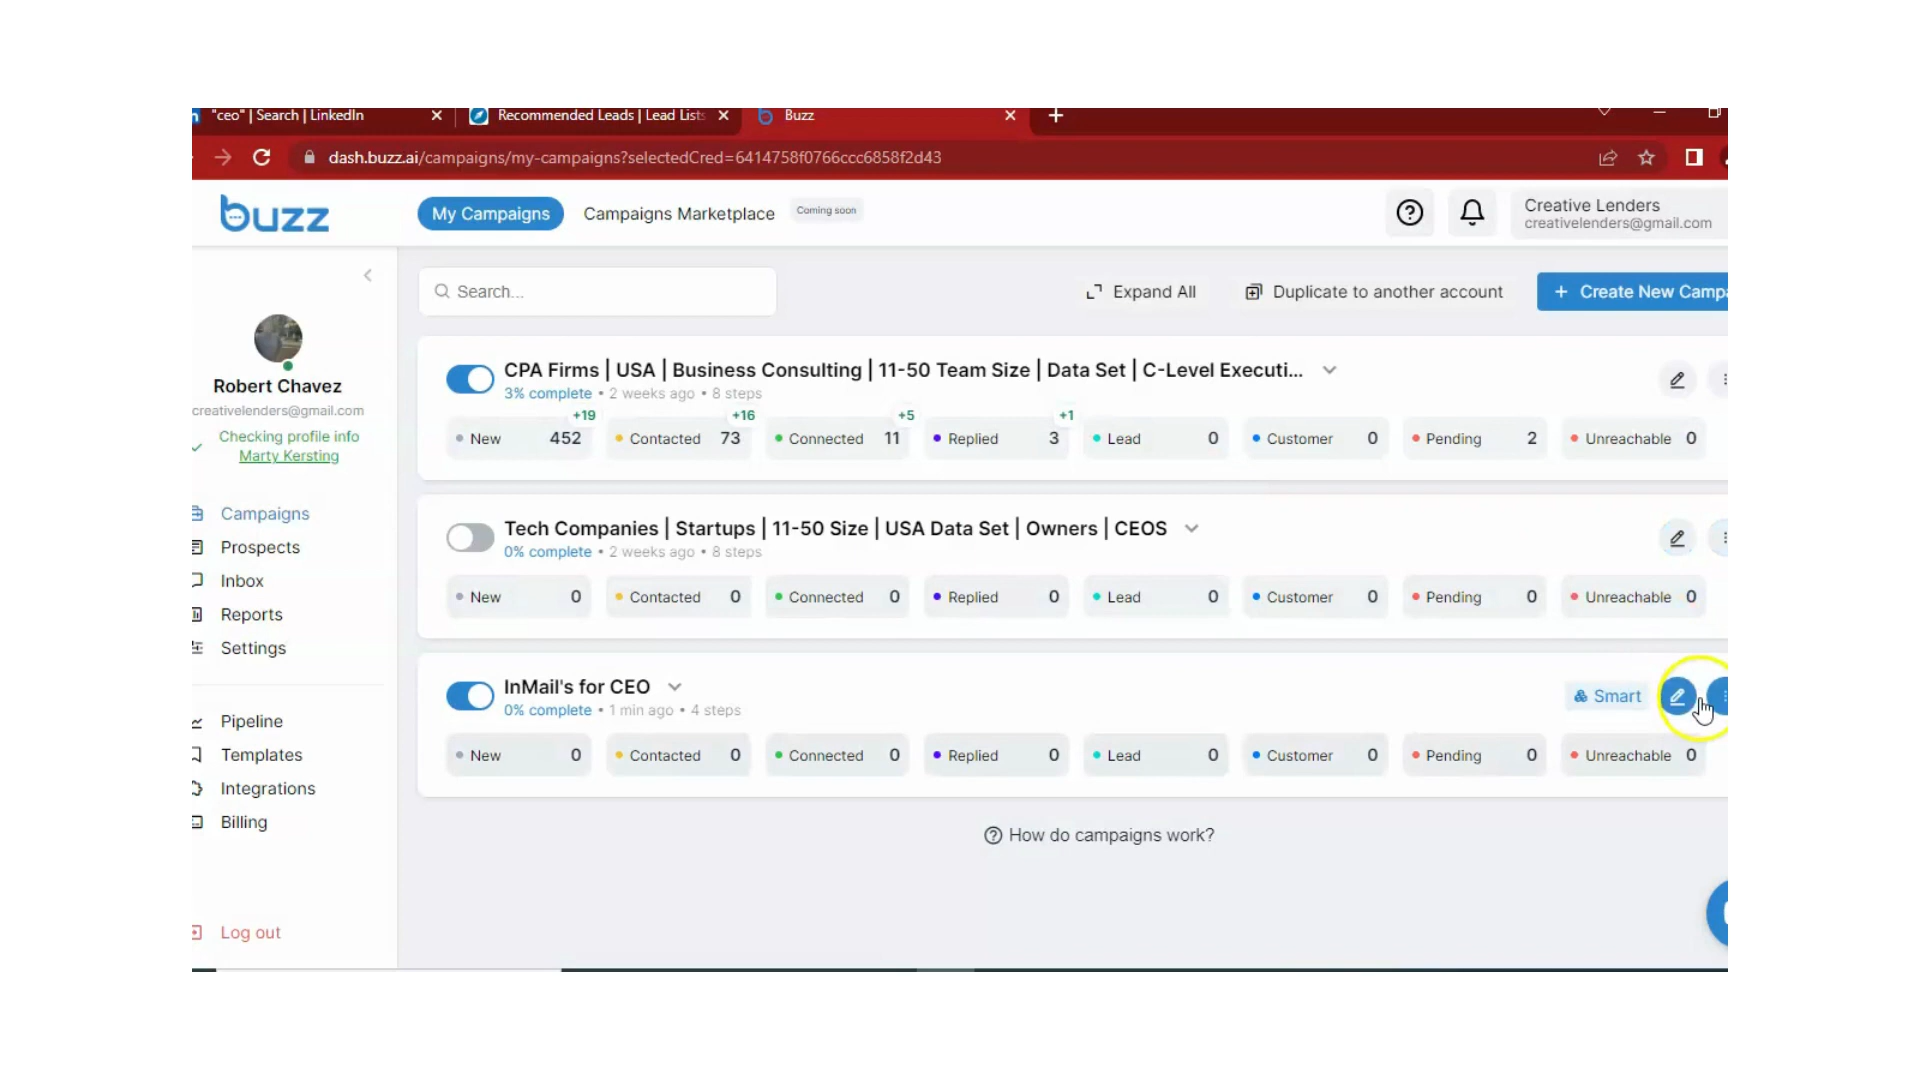 "ceo" | Search | LinkedIn
Recommended Leads | Lead Lists
Buzz
dash.buzz.ai/campaigns/my-campaigns?selectedCred=6414758f0766ccc6858f2d43
buzz
My Campaigns
Campaigns Marketplace
Coming soon
Creative Lenders
creativelenders@gmail.com
Search...
Expand All
Duplicate to another account
+ Create New Campa
Robert Chavez
creativelenders@gmail.com
Checking profile info
Marty Kersting
Campaigns
Prospects
Inbox
Reports
Settings
Pipeline
Templates
Integrations
Billing
Log out
CPA Firms | USA | Business Consulting | 11-50 Team Size | Data Set | C-Level Executi...
3% complete • 2 weeks ago • 8 steps
+19 +16 +5 +1
New 452 Contacted 73 Connected 11 Replied 3 Lead 0 Customer 0 Pending 2 Unreachable 0
Tech Companies | Startups | 11-50 Size | USA Data Set | Owners | CEOS
0% complete • 2 weeks ago • 8 steps
New 0 Contacted 0 Connected 0 Replied 0 Lead 0 Customer 0 Pending 0 Unreachable 0
InMail's for CEO
0% complete • 1 min ago • 4 steps
Smart
New 0 Contacted 0 Connected 0 Replied 0 Lead 0 Customer 0 Pending 0 Unreachable 0
How do campaigns work?